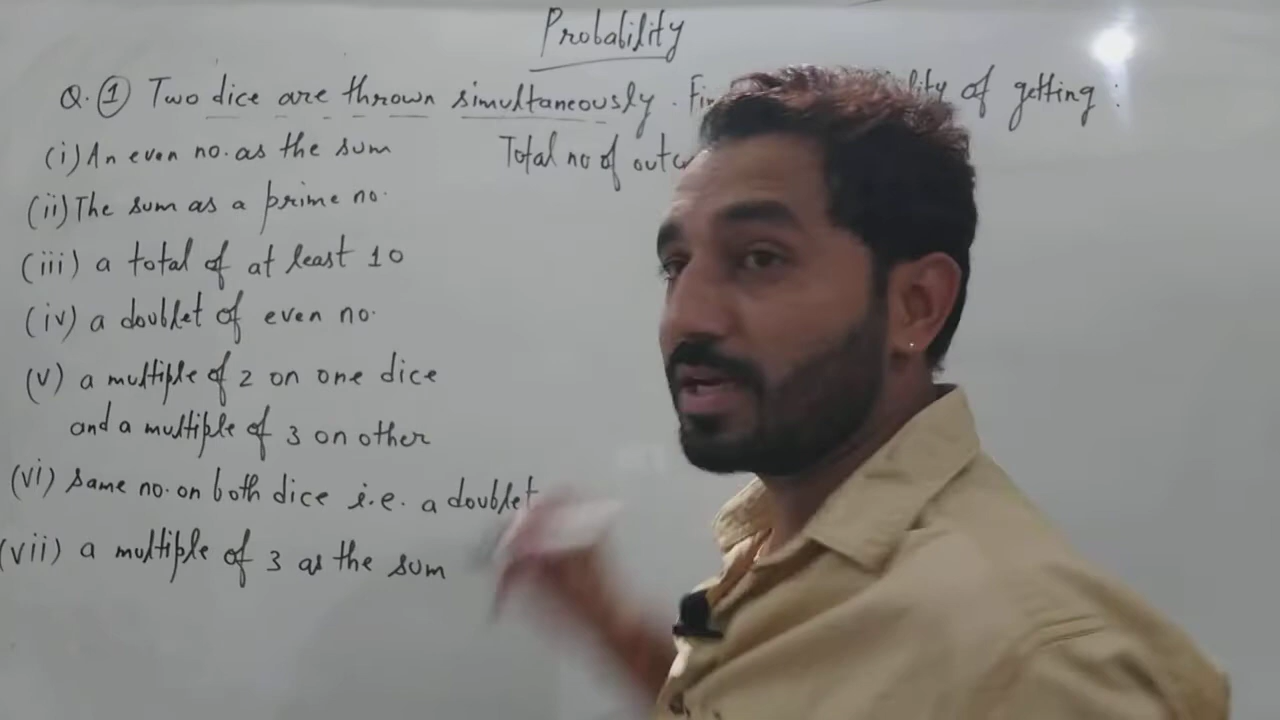 Probability
Q. 1 Two dice are thrown simultaneously. of getting :
(i) An even no. as the sum
Total no of
(ii) The sum as a prime no.
(iii) a total of at least 10
(iv) a doublet of even no.
(v) a multiple of 2 on one dice
and a multiple of 3 on other
(vi) same no. on both dice i.e. a doublet
(vii) a multiple of 3 as the sum